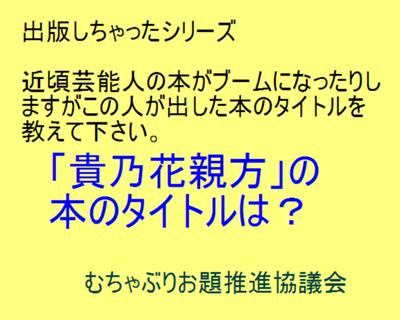 出版しちゃったシリーズ
近頃芸能人の本がブームになったりし
ますがこの人が出した本のタイトルを
教えて下さい。
「貴乃花親方」の
本のタイトルは？
むちゃぶりお題推進協議会